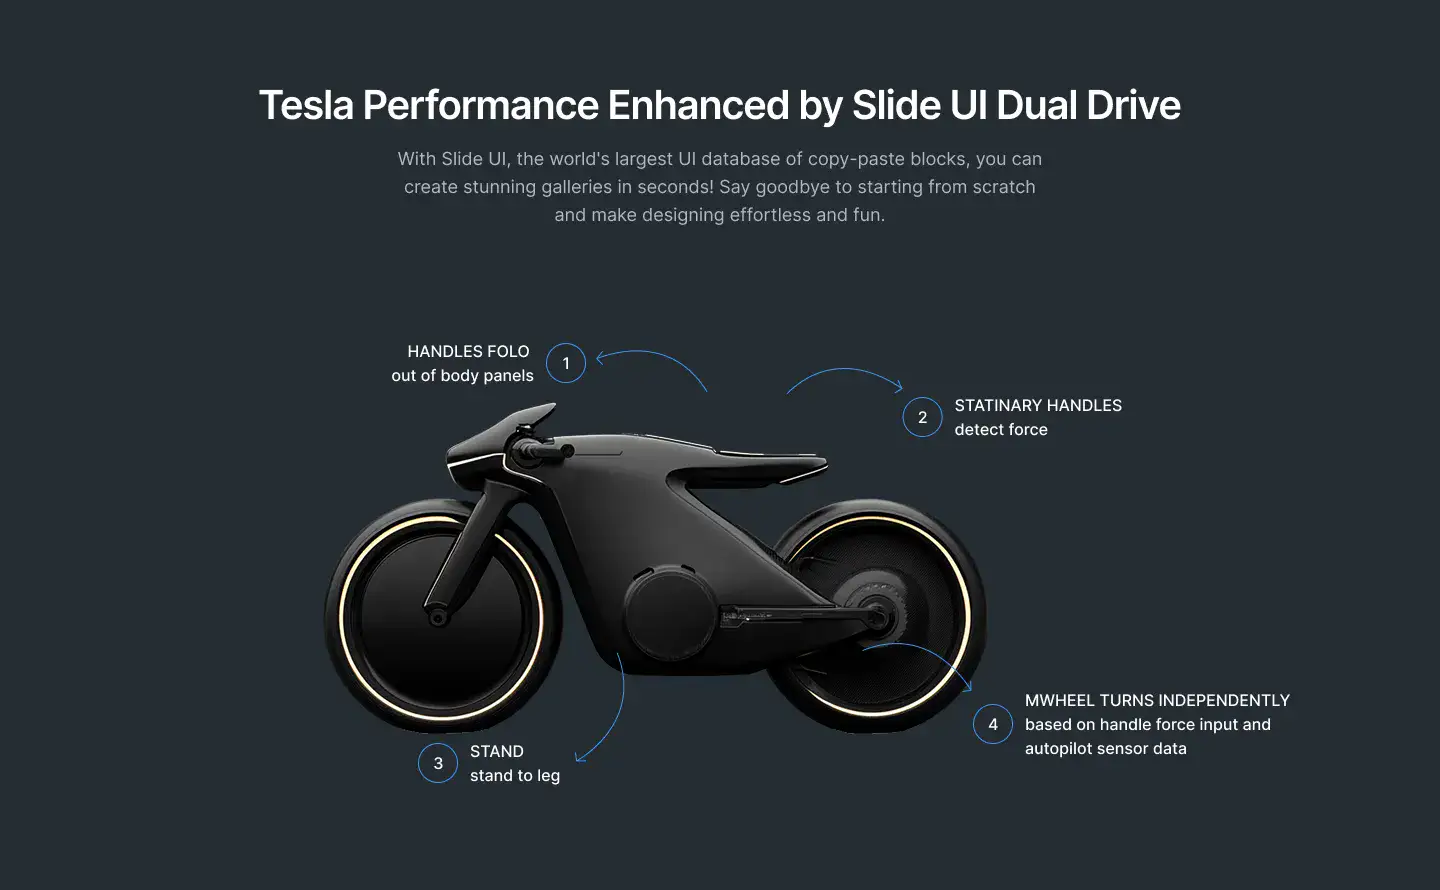 Tesla Performance Enhanced by Slide UI Dual Drive
With Slide UI, the world's largest UI database of copy-paste blocks, you can
create stunning galleries in seconds! Say goodbye to starting from scratch
and make designing effortless and fun.
HANDLES FOLO
out of body panels
1
2
STATINARY HANDLES
detect force
3
STAND
stand to leg
4
MWHEEL TURNS INDEPENDENTLY
based on handle force input and
autopilot sensor data